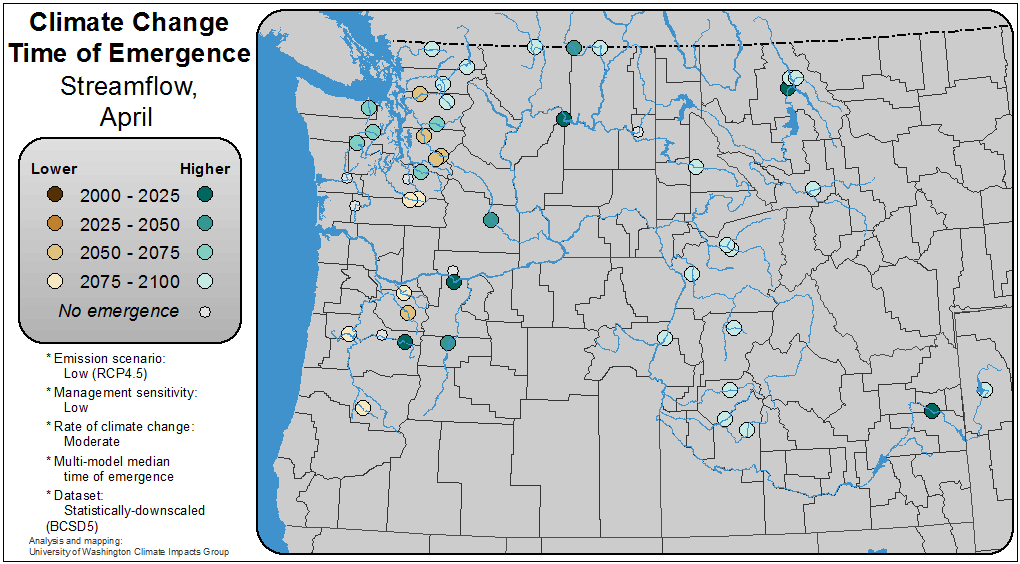 Climate Change
Time of Emergence
Streamflow,
April
Lower Higher
2000 - 2025
2025 - 2050
2050 - 2075
2075 - 2100
No emergence
* Emission scenario:
Low (RCP4.5)
* Management sensitivity:
Low
* Rate of climate change:
Moderate
* Multi-model median
time of emergence
* Dataset:
Statistically-downscaled
(BCSD5)
Analysis and mapping:
University of Washington Climate Impacts Group